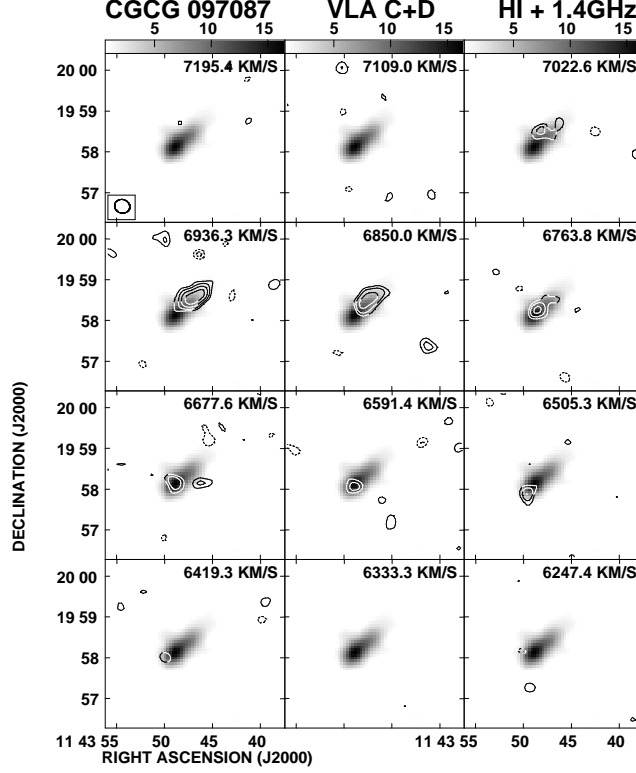 CGCG 097087 VLA C+D HI + 1.4GHz
5 10 15 5 10 15 5 10 15
20 00 7195.4 KM/S 7109.0 KM/S 7022.6 KM/S
19 59
58
57
20 00 6936.3 KM/S 6850.0 KM/S 6763.8 KM/S
19 59
58
57
20 00 6677.6 KM/S 6591.4 KM/S 6505.3 KM/S
19 59
58
57
20 00 6419.3 KM/S 6333.3 KM/S 6247.4 KM/S
19 59
58
57
DECLINATION (J2000)
11 43 55 50 45 40 11 43 55 50 45 40
RIGHT ASCENSION (J2000)